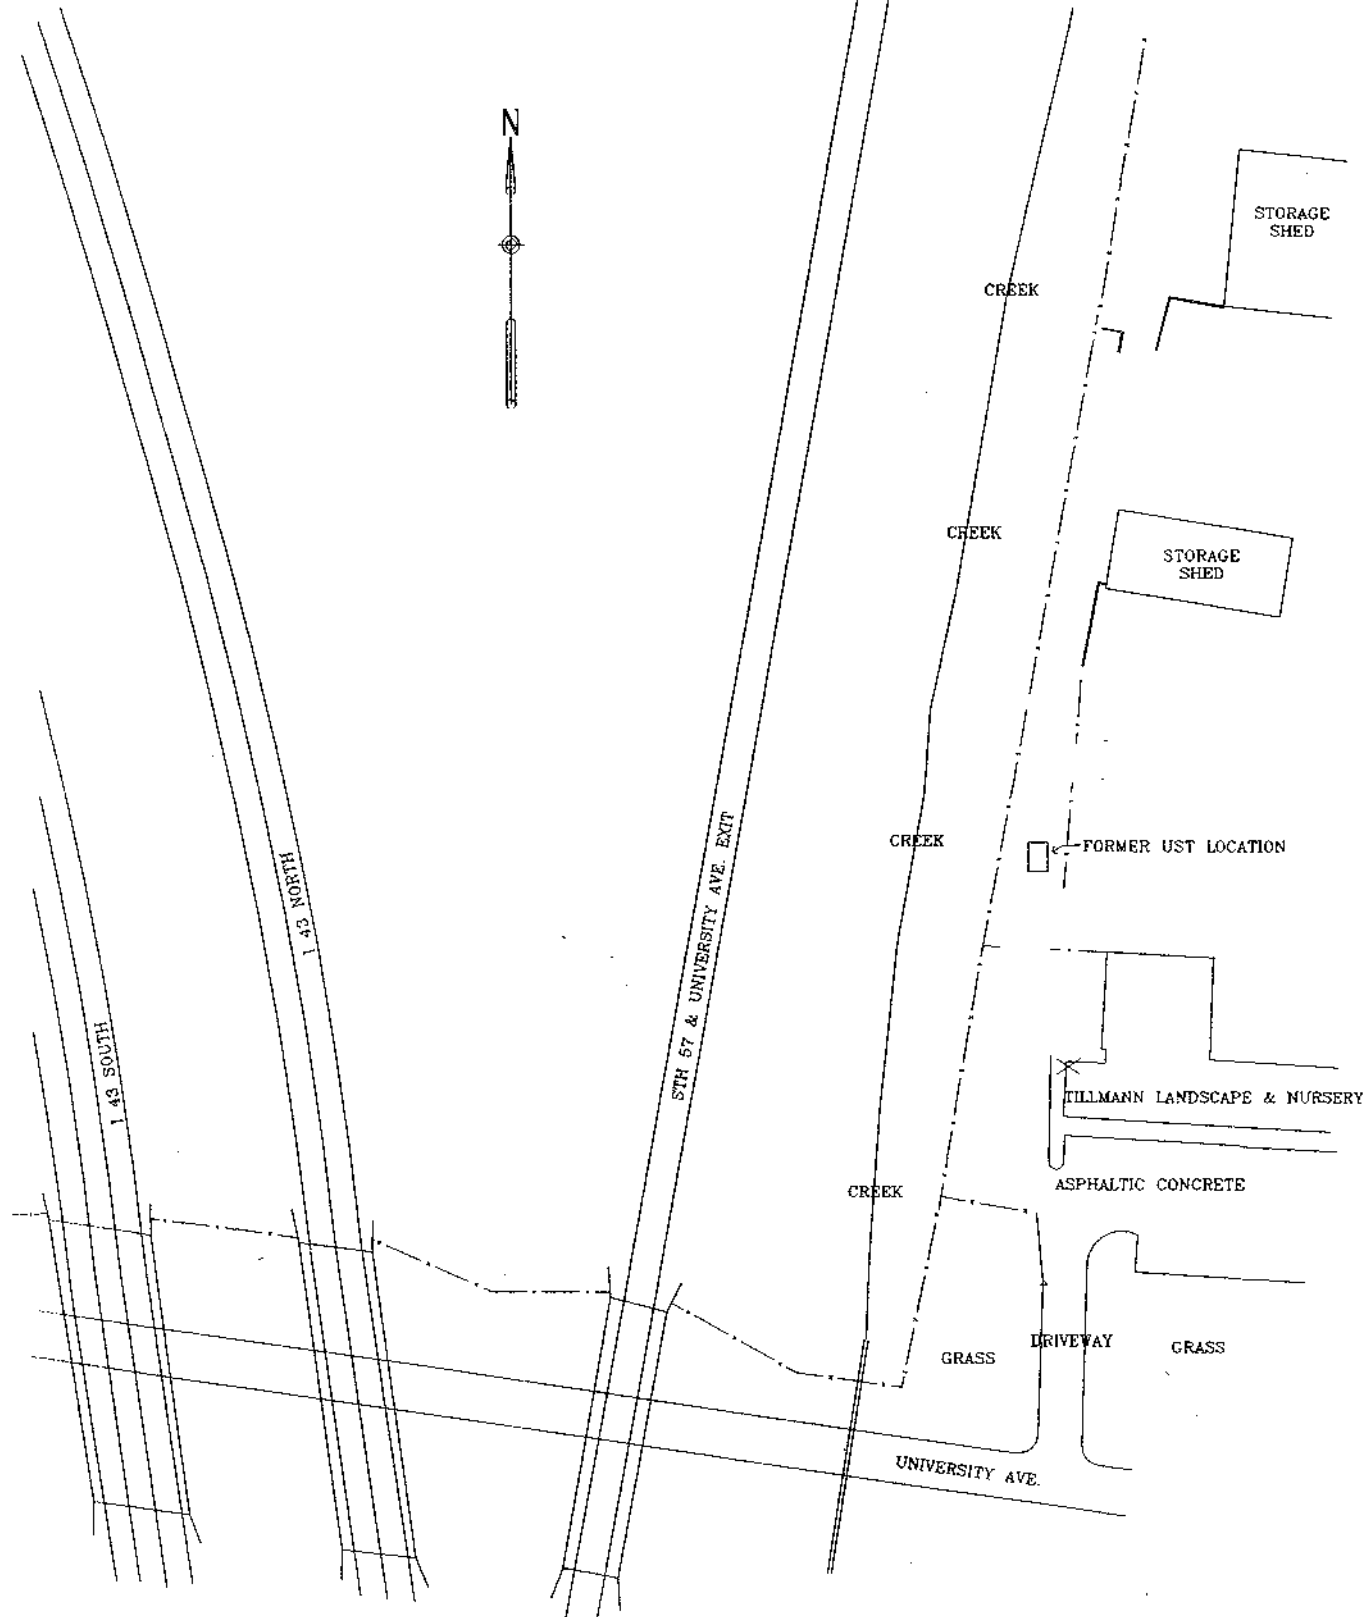 N
STORAGE
SHED
CREEK
CREEK
STORAGE
SHED
CREEK
FORMER UST LOCATION
STH 57 & UNIVERSITY AVE. EXIT
I 43 NORTH
I 43 SOUTH
TILLMANN LANDSCAPE & NURSERY
ASPHALTIC CONCRETE
CREEK
DRIVEWAY
GRASS
GRASS
UNIVERSITY AVE.